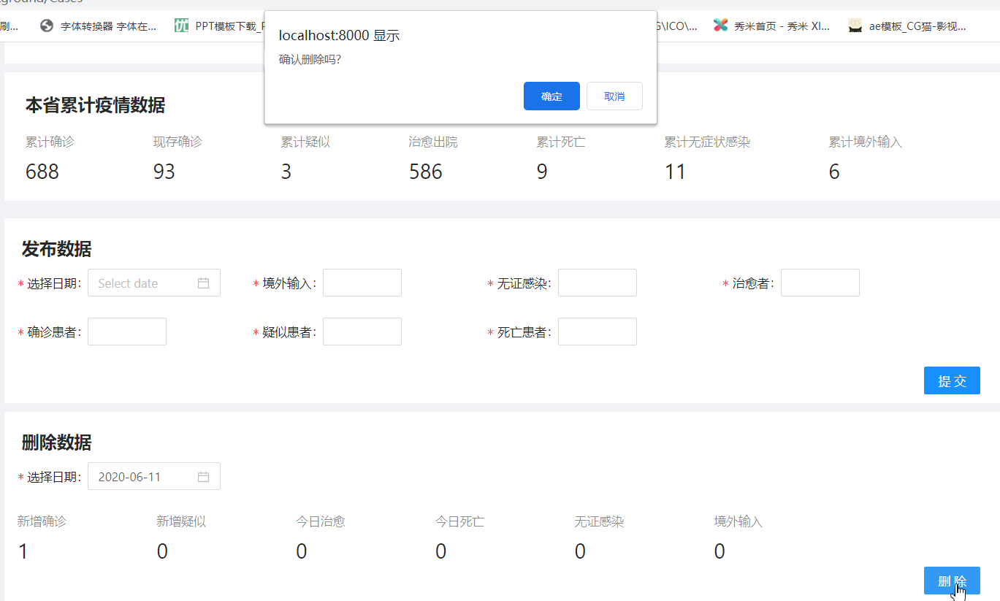 ground/Cases
刷...
字体转换器 字体在...
PPT模板下载_
G\ICO\...
秀米首页 - 秀米 XI...
ae模板_CG猫-影视...
localhost:8000 显示
确认删除吗?
确定
取消
本省累计疫情数据
累计确诊 现存确诊 累计疑似 治愈出院 累计死亡 累计无症状感染 累计境外输入
688 93 3 586 9 11 6
发布数据
* 选择日期: Select date * 境外输入: * 无证感染: * 治愈者:
* 确诊患者: * 疑似患者: * 死亡患者:
提 交
删除数据
* 选择日期: 2020-06-11
新增确诊 新增疑似 今日治愈 今日死亡 无证感染 境外输入
1 0 0 0 0 0
删 除